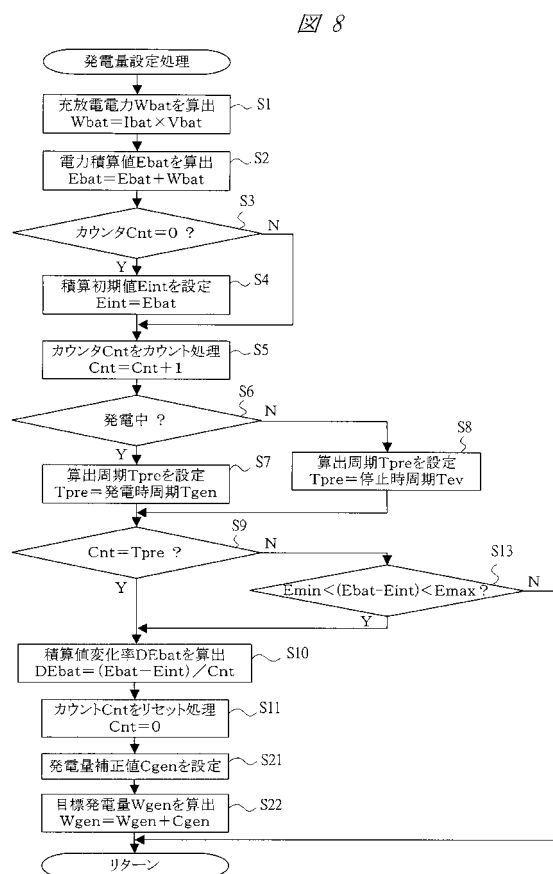 図 8
発電量設定処理
充放電電力Wbatを算出
Wbat=Ibat×Vbat
S1
電力積算値Ebatを算出
Ebat=Ebat+Wbat
S2
S3
カウンタCnt=0 ?
N
Y
積算初期値Eintを設定
Eint=Ebat
S4
カウンタCntをカウント処理
Cnt=Cnt+1
S5
S6
発電中 ?
N
Y
算出周期Tpreを設定
Tpre=発電時周期Tgen
S7
算出周期Tpreを設定
Tpre=停止時周期Tev
S8
S9
Cnt=Tpre ?
N
Y
S13
Emin<(Ebat-Eint)<Emax?
N
Y
積算値変化率DEbatを算出
DEbat=(Ebat-Eint)/Cnt
S10
カウントCntをリセット処理
Cnt=0
S11
発電量補正値Cgenを設定
S21
目標発電量Wgenを算出
Wgen=Wgen+Cgen
S22
リターン